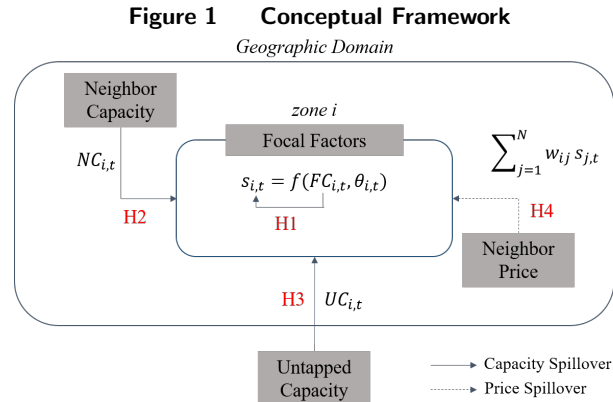 Figure 1 Conceptual Framework
Geographic Domain
Neighbor
Capacity
zone i
Focal Factors
NC_{i,t}
s_{i,t} = f(FC_{i,t}, θ_{i,t})
∑_{j=1}^{N} w_{ij} s_{j,t}
H2
H1
H4
Neighbor
Price
H3
UC_{i,t}
Untapped
Capacity
Capacity Spillover
Price Spillover